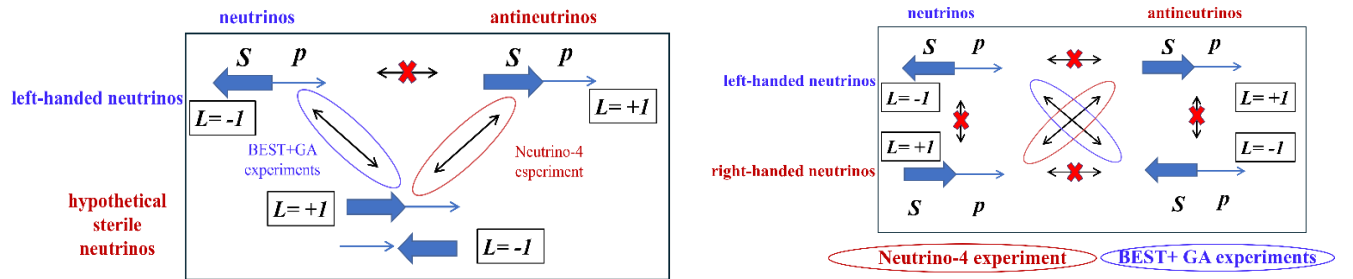 neutrinos antineutrinos
S p S p
left-handed neutrinos
L= -1 L= +1
BEST+GA
experiments
Neutrino-4
esperiment
hypothetical
sterile
neutrinos
L= +1
L= -1
neutrinos antineutrinos
S p S p
left-handed neutrinos
L= -1 L= +1
L= +1 L= -1
right-handed neutrinos
S p S p
Neutrino-4 experiment BEST+ GA experiments